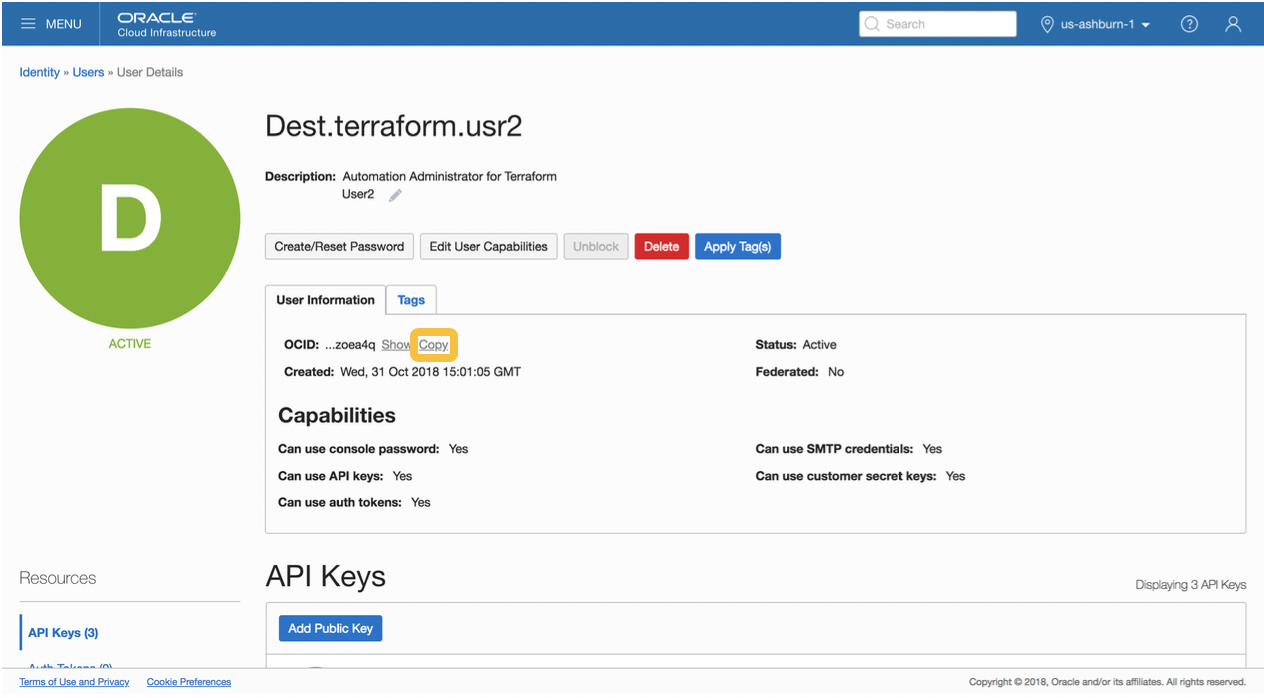 MENU
ORACLE
Cloud Infrastructure
Search
us-ashburn-1
?
Identity » Users » User Details
D
ACTIVE
Dest.terraform.usr2
Description: Automation Administrator for Terraform
User2
Create/Reset Password Edit User Capabilities Unblock Delete Apply Tag(s)
User Information Tags
OCID: ...zoea4q Show Copy
Status: Active
Created: Wed, 31 Oct 2018 15:01:05 GMT
Federated: No
Capabilities
Can use console password: Yes
Can use SMTP credentials: Yes
Can use API keys: Yes
Can use customer secret keys: Yes
Can use auth tokens: Yes
Resources
API Keys (3)
API Keys
Displaying 3 API Keys
Add Public Key
Terms of Use and Privacy Cookie Preferences
Copyright © 2018, Oracle and/or its affiliates. All rights reserved.